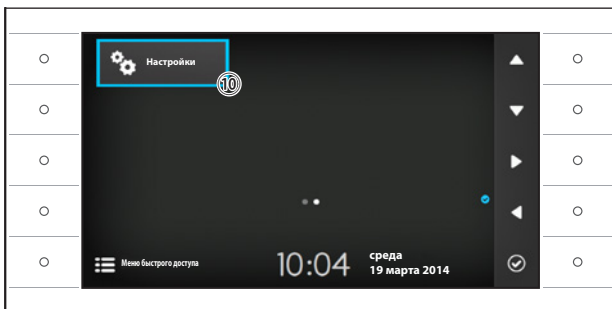 Настройки
⑩
Меню быстрого доступа
10:04
среда
19 марта 2014